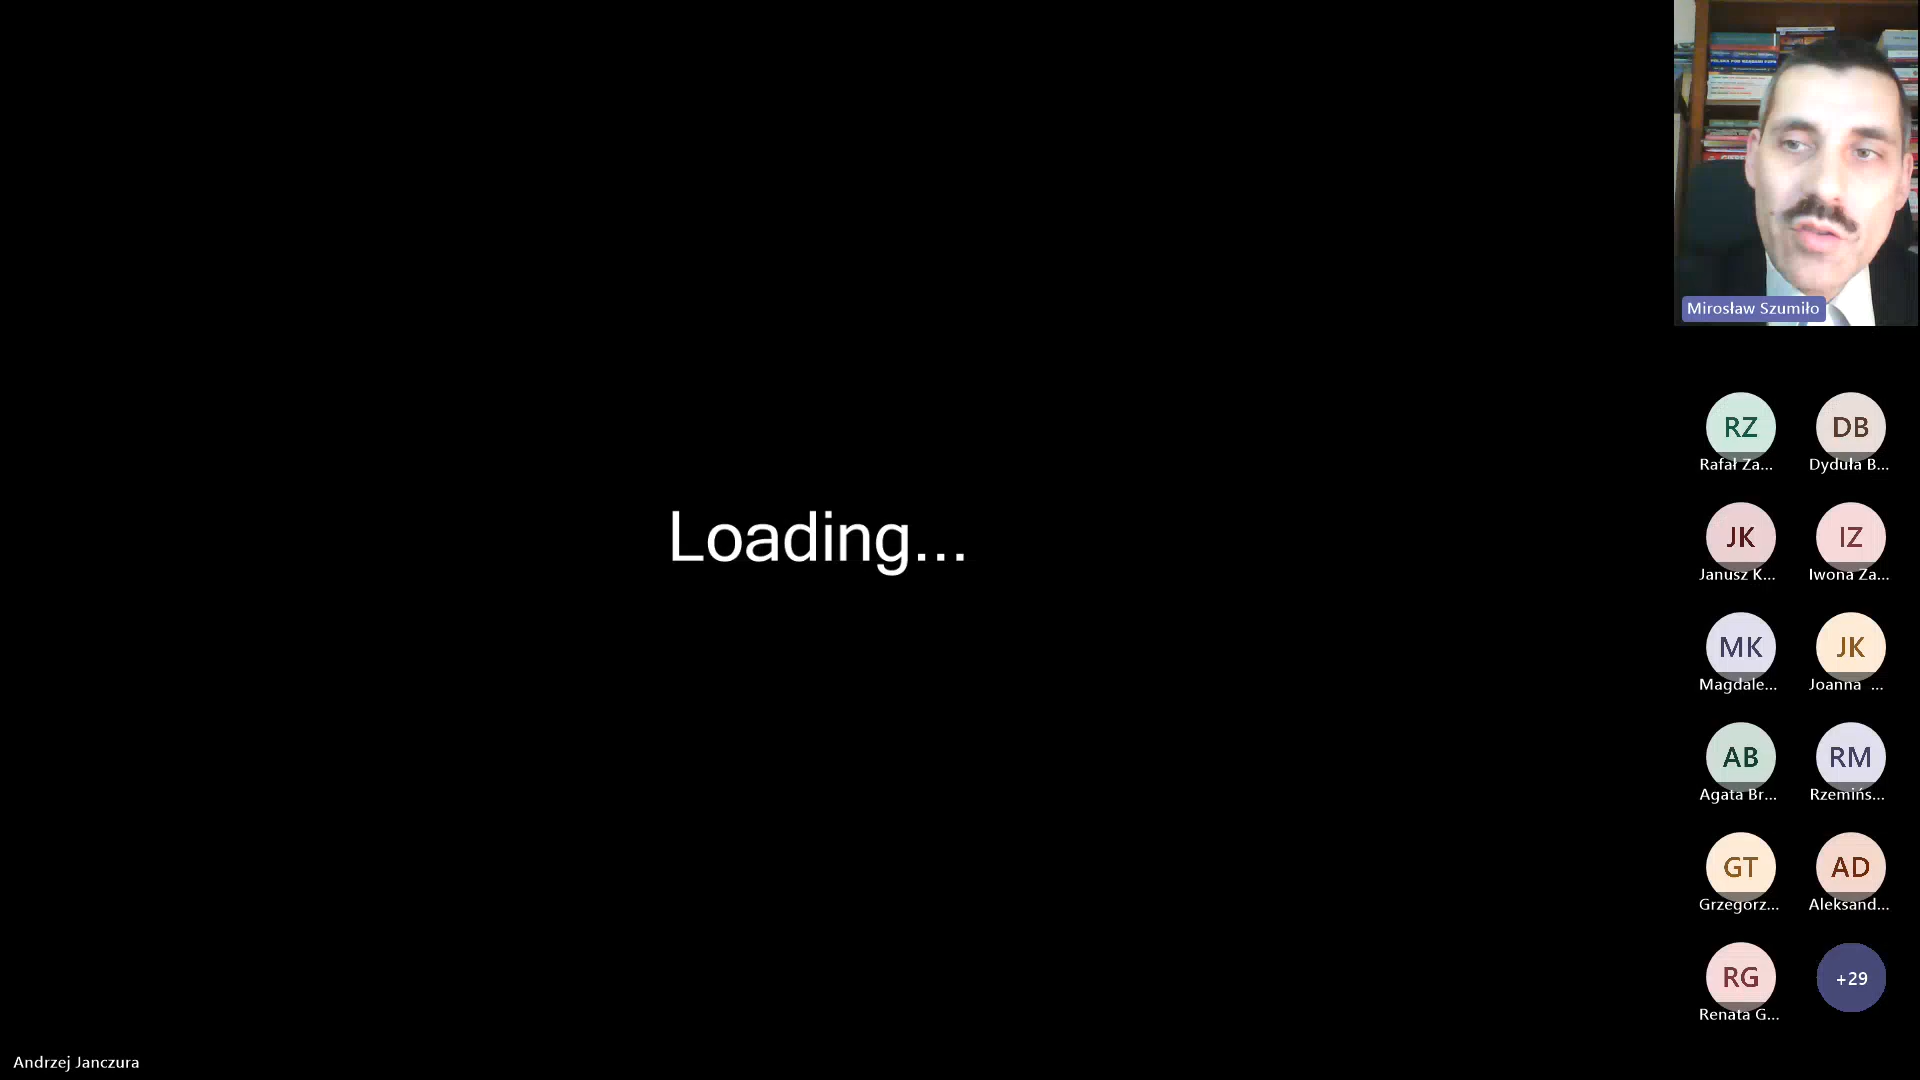 Loading...
Mirosław Szumiło
RZ
Rafał Za...
DB
Dyduła B...
JK
Janusz K...
IZ
Iwona Za...
MK
Magdale...
JK
Joanna ...
AB
Agata Br...
RM
Rzemińs...
GT
Grzegorz...
AD
Aleksand...
RG
Renata G...
+29
Andrzej Janczura